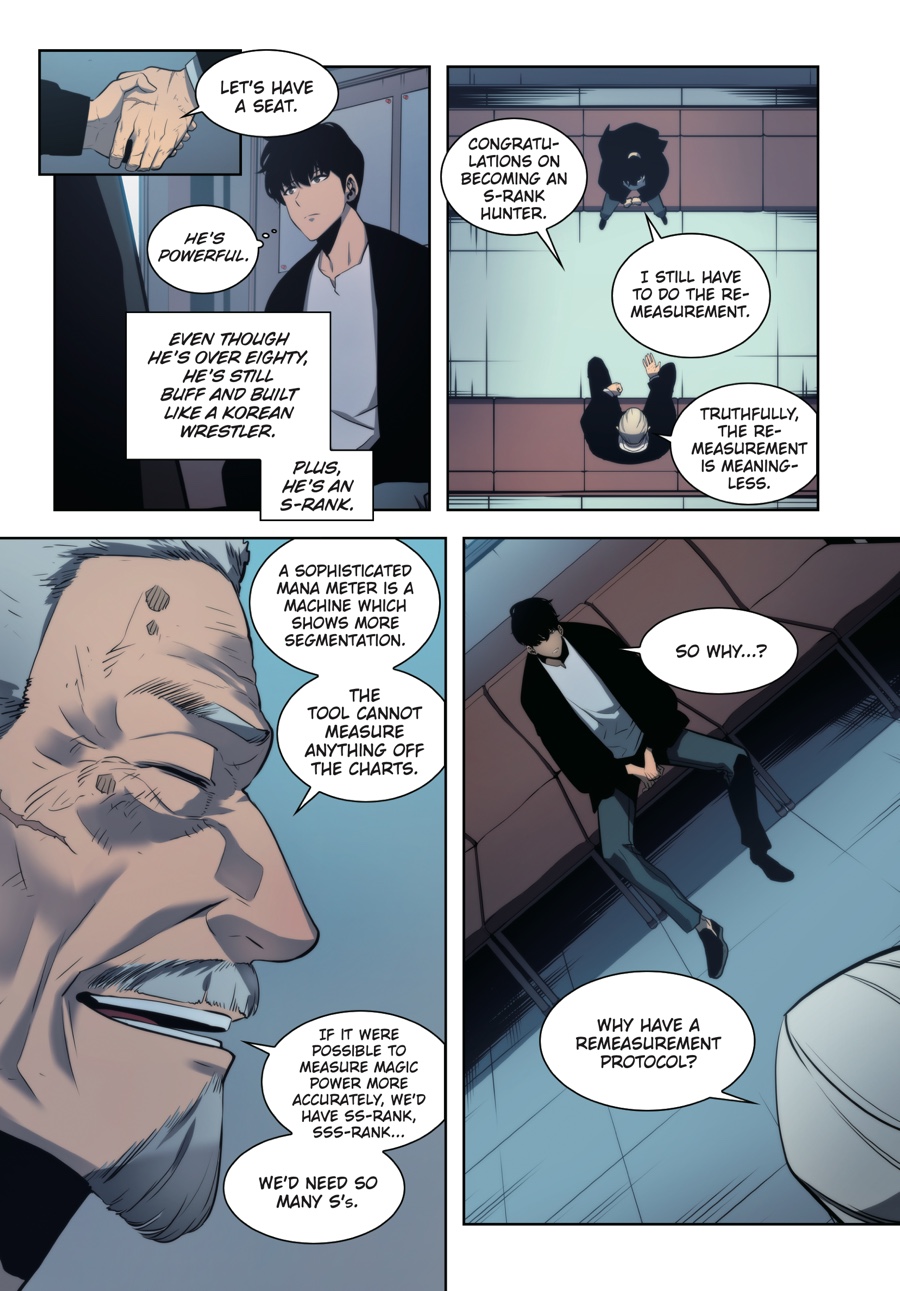 LET'S HAVE
A SEAT.
HE'S
POWERFUL.
EVEN THOUGH
HE'S OVER EIGHTY,
HE'S STILL
BUFF AND BUILT
LIKE A KOREAN
WRESTLER.
PLUS,
HE'S AN
S-RANK.
CONGRATU-
LATIONS ON
BECOMING AN
S-RANK
HUNTER.
I STILL HAVE
TO DO THE RE-
MEASUREMENT.
TRUTHFULLY,
THE RE-
MEASUREMENT
IS MEANING-
LESS.
A SOPHISTICATED
MANA METER IS A
MACHINE WHICH
SHOWS MORE
SEGMENTATION.
THE
TOOL CANNOT
MEASURE
ANYTHING OFF
THE CHARTS.
IF IT WERE
POSSIBLE TO
MEASURE MAGIC
POWER MORE
ACCURATELY, WE'D
HAVE SS-RANK,
SSS-RANK...
WE'D NEED SO
MANY S's.
SO WHY...?
WHY HAVE A
REMEASUREMENT
PROTOCOL?